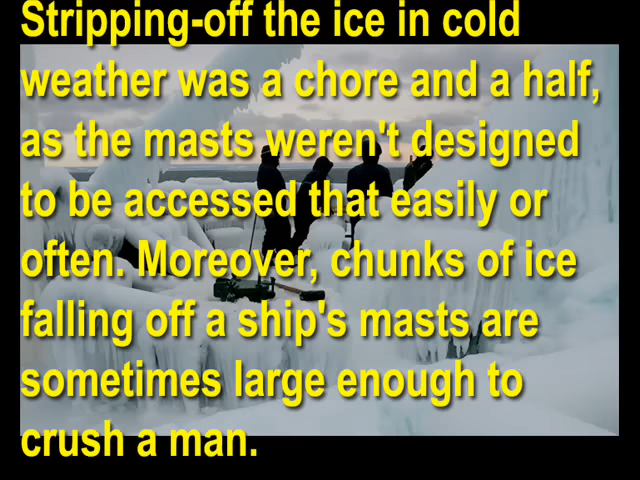 Stripping-off the ice in cold
weather was a chore and a half,
as the masts weren't designed
to be accessed that easily or
often. Moreover, chunks of ice
falling off a ship's masts are
sometimes large enough to
crush a man.